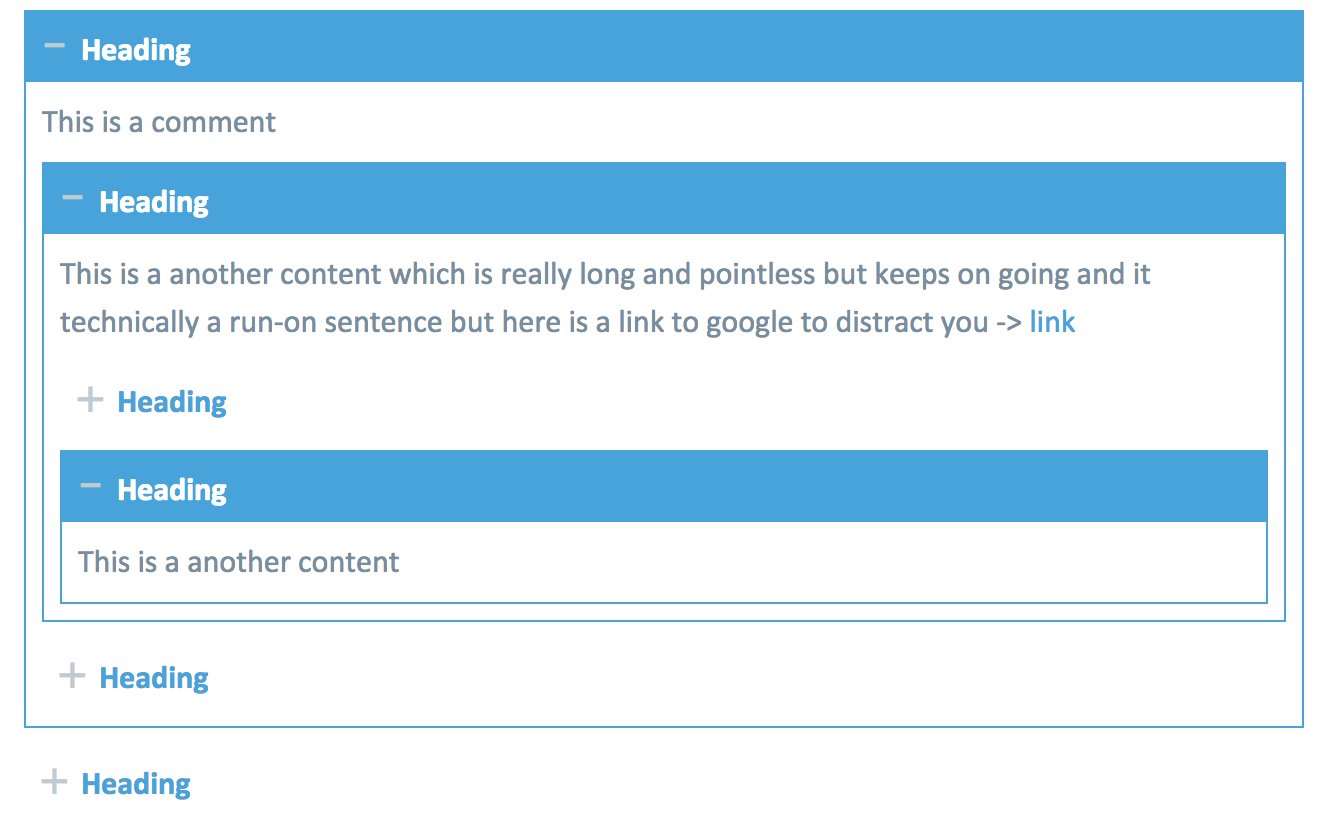 Heading
This is a comment
Heading
This is a another content which is really long and pointless but keeps on going and it
technically a run-on sentence but here is a link to google to distract you -> link
Heading
Heading
This is a another content
Heading
Heading